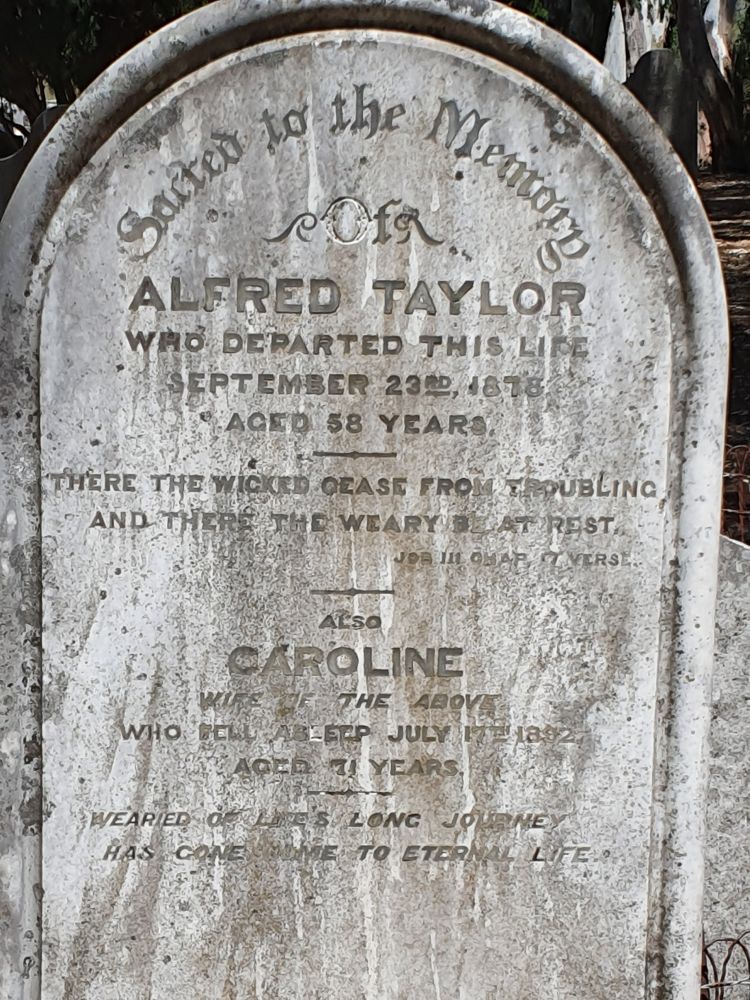 Sacred to the Memory
Of
ALFRED TAYLOR
WHO DEPARTED THIS LIFE
SEPTEMBER 23RD, 1878,
AGED 58 YEARS.
THERE THE WICKED CEASE FROM TROUBLING
AND THERE THE WEARY BE AT REST.
JOB III CHAP. 17 VERSE.
ALSO
CAROLINE
WIFE OF THE ABOVE
WHO FELL ASLEEP JULY 17TH 1892,
AGED 71 YEARS.
WEARIED OF LIFE'S LONG JOURNEY
HAS GONE HOME TO ETERNAL LIFE.